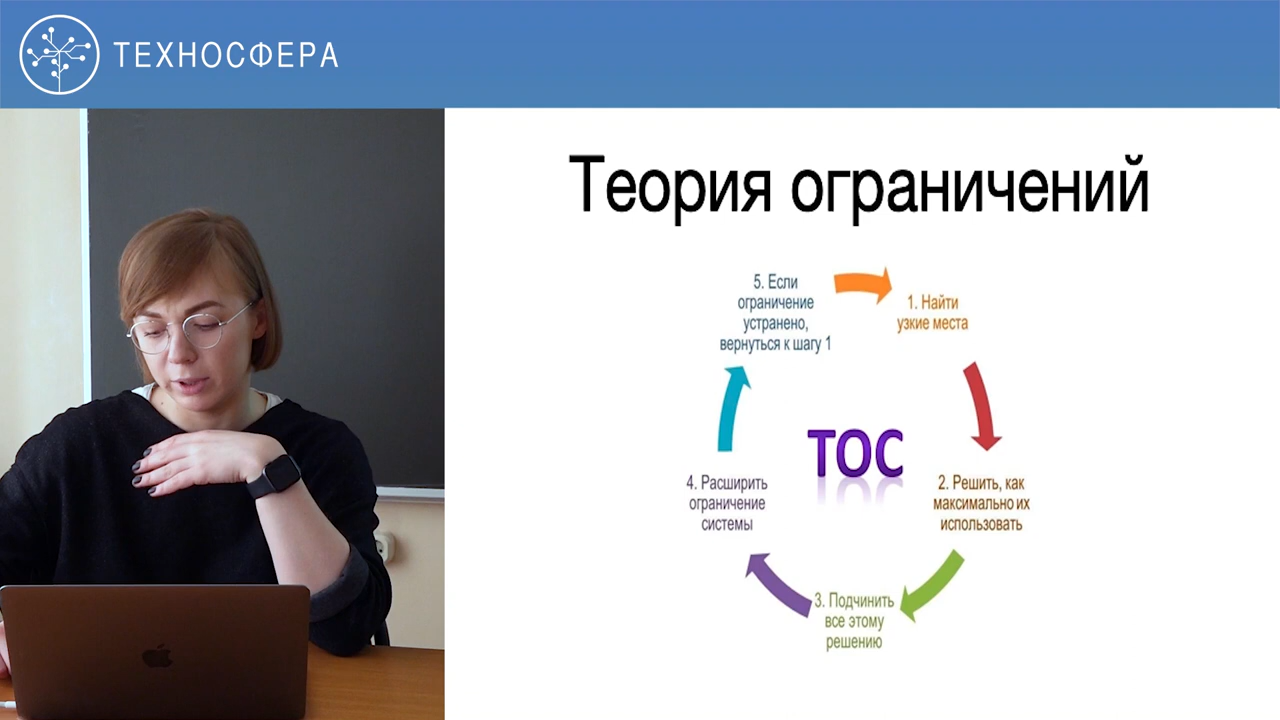 ТЕХНОСФЕРА
Теория ограничений
5. Если
ограничение
устранено,
вернуться к шагу 1
1. Найти
узкие места
ТОС
4. Расширить
ограничение
системы
2. Решить, как
максимально их
использовать
3. Подчинить
все этому
решению